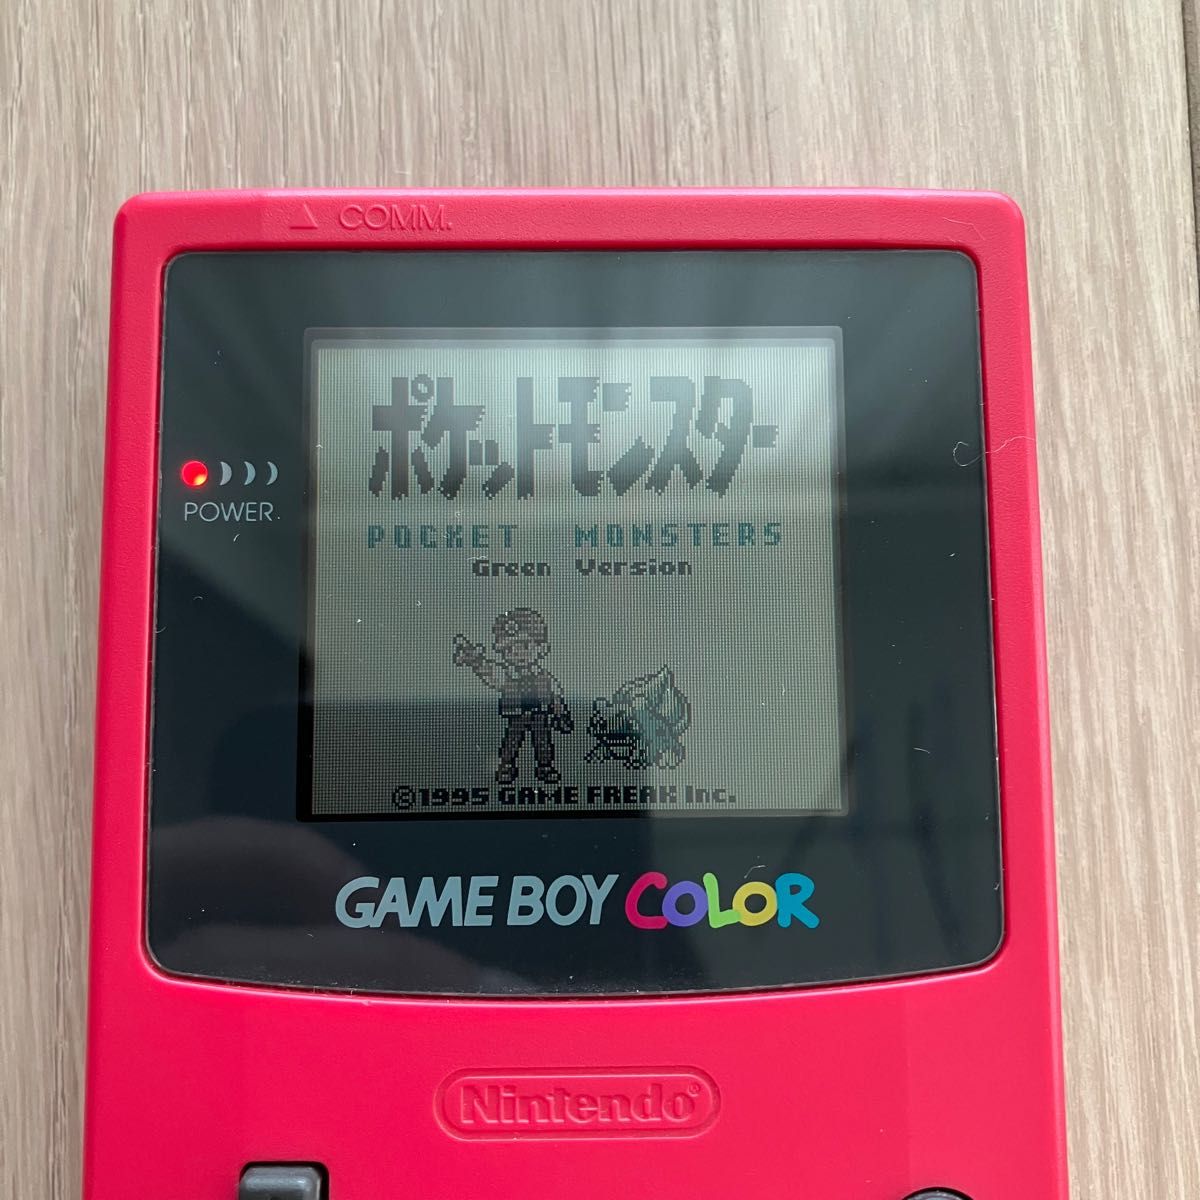 △ COMM.
ポケットモンスター
POWER
POCKET MONSTERS
Green Version
©1995 GAME FREAK Inc.
GAME BOY COLOR
Nintendo®